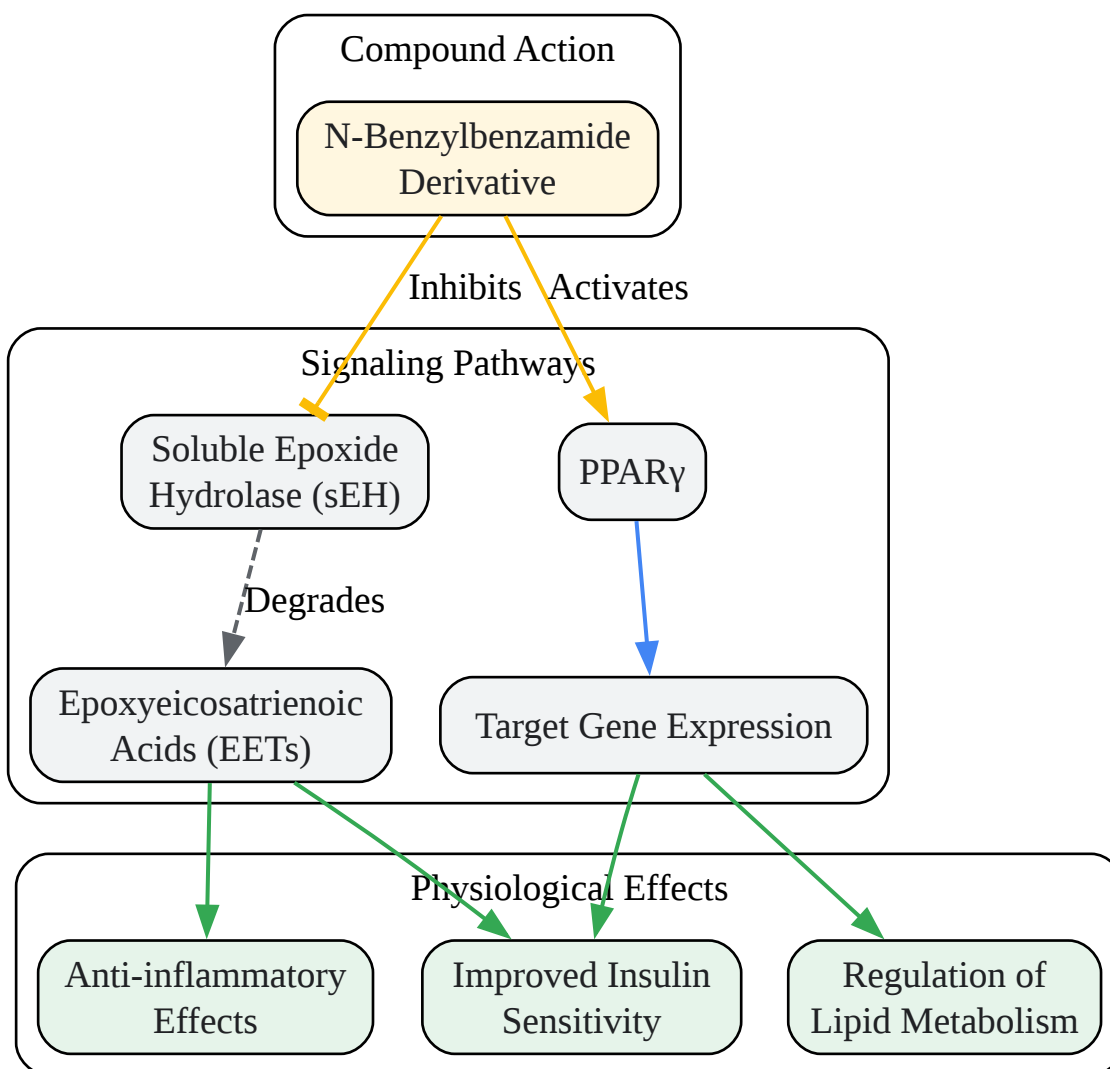 Compound Action
N-Benzylbenzamide
Derivative
Inhibits
Activates
Signaling Pathways
Soluble Epoxide
Hydrolase (sEH)
PPARγ
Degrades
Epoxyeicosatrienoic
Acids (EETs)
Target Gene Expression
Physiological Effects
Anti-inflammatory
Effects
Improved Insulin
Sensitivity
Regulation of
Lipid Metabolism